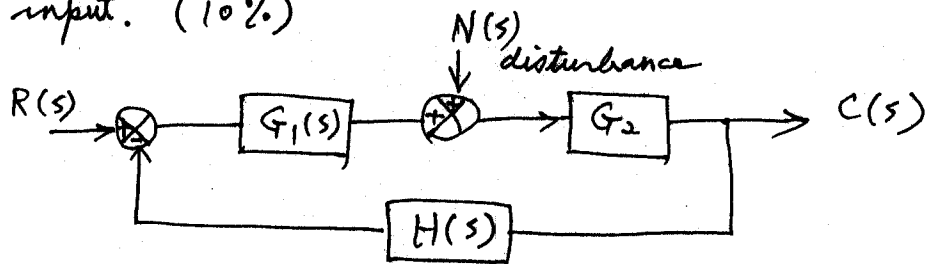 input. (10%)
N(s)
disturbance
R(s)
+
-
G₁(s)
+
+
G₂
C(s)
H(s)